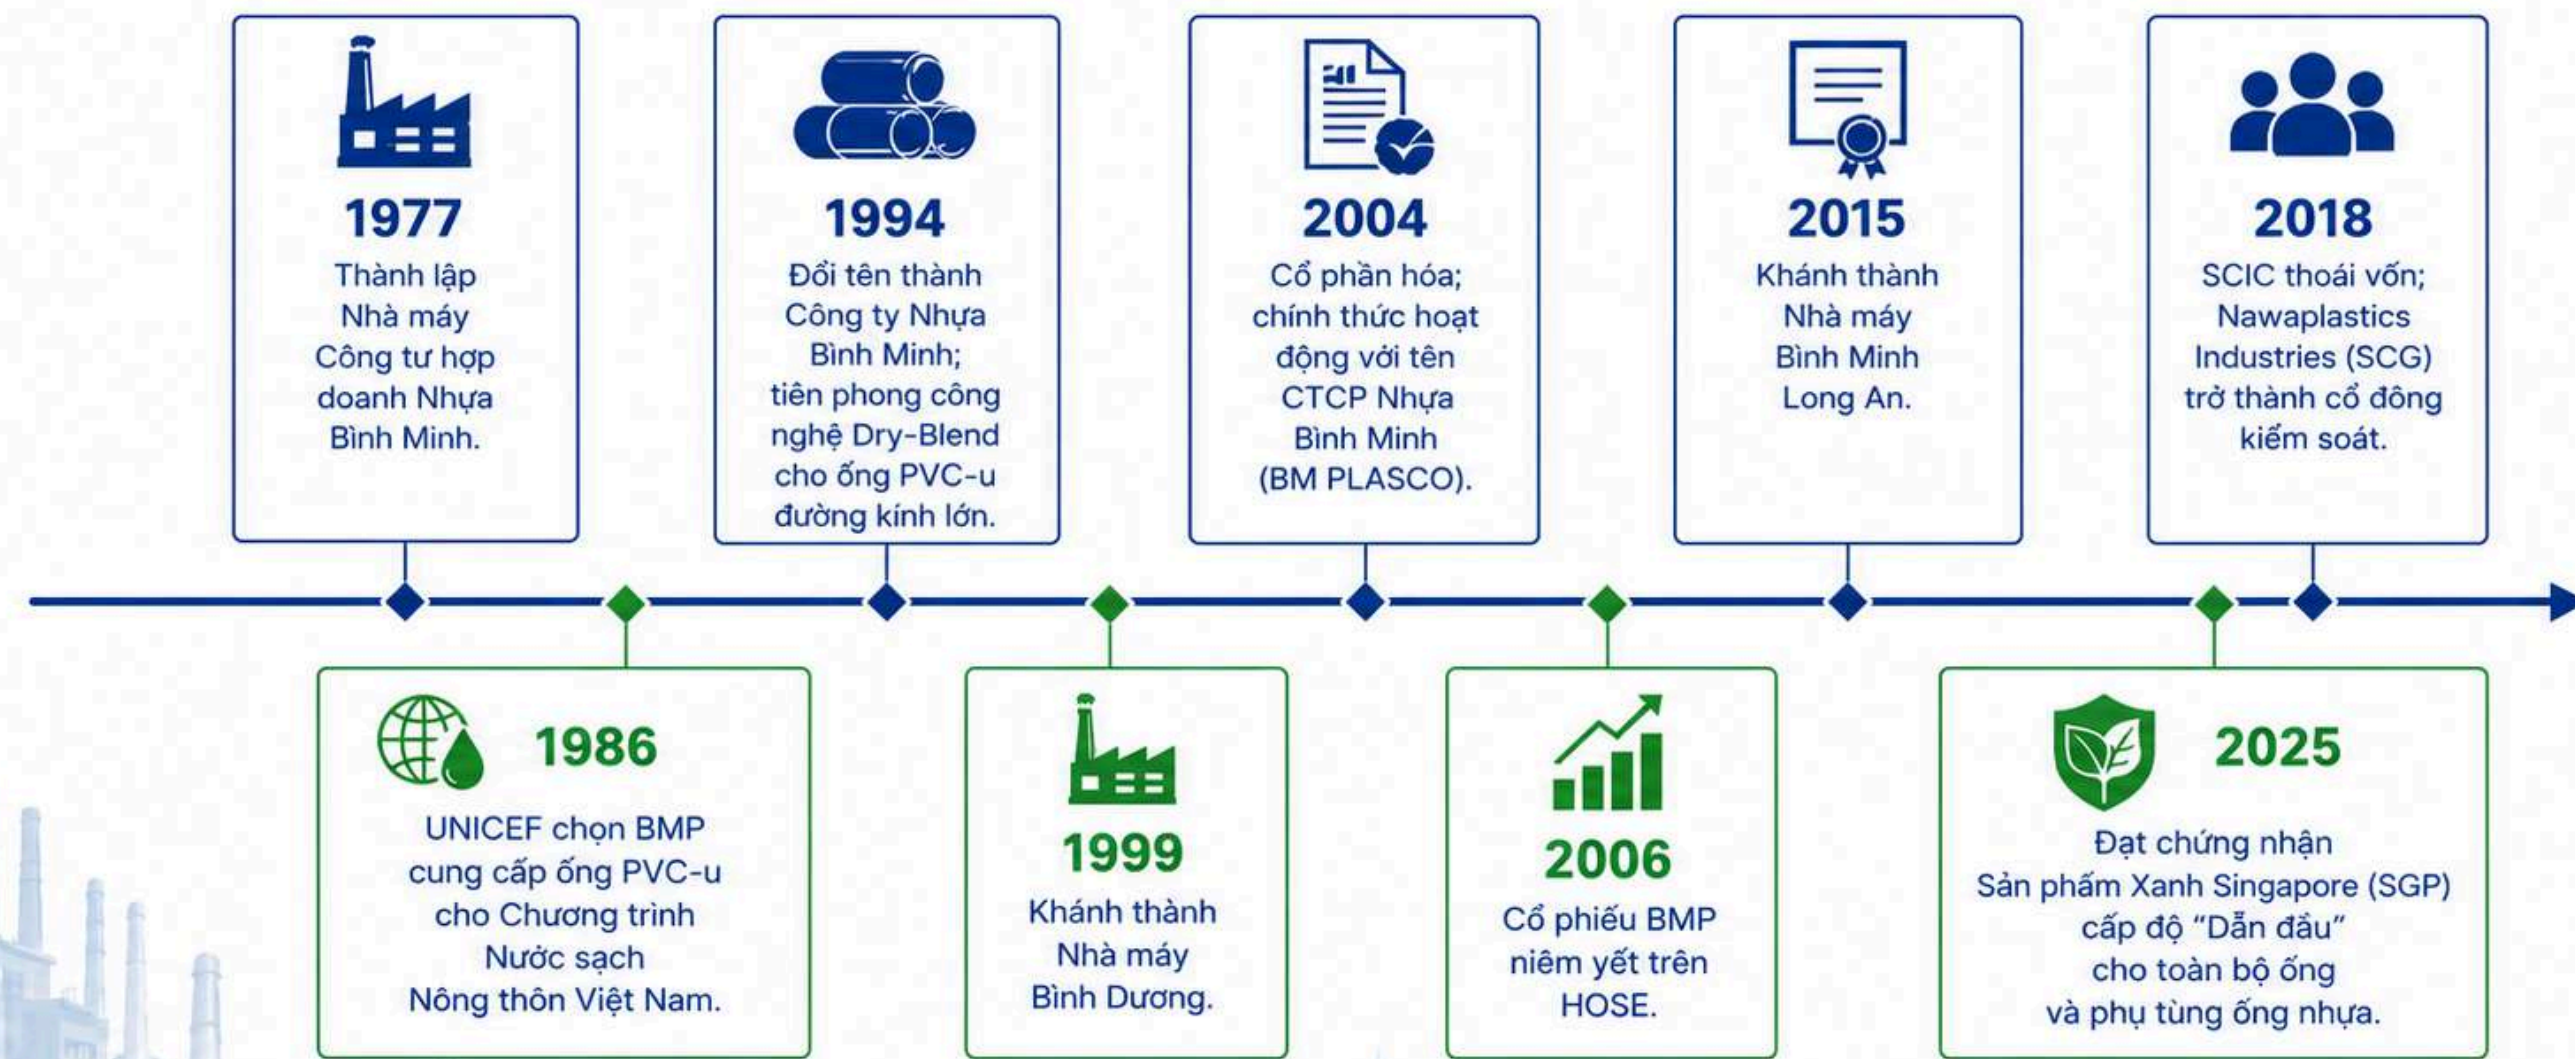 1977
Thành lập
Nhà máy
Công tư hợp
doanh Nhựa
Bình Minh.
1994
Đổi tên thành
Công ty Nhựa
Bình Minh;
tiên phong công
nghệ Dry-Blend
cho ống PVC-u
đường kính lớn.
2004
Cổ phần hóa;
chính thức hoạt
động với tên
CTCP Nhựa
Bình Minh
(BM PLASCO).
2015
Khánh thành
Nhà máy
Bình Minh
Long An.
2018
SCIC thoái vốn;
Nawaplastics
Industries (SCG)
trở thành cổ đông
kiểm soát.
1986
UNICEF chọn BMP
cung cấp ống PVC-u
cho Chương trình
Nước sạch
Nông thôn Việt Nam.
1999
Khánh thành
Nhà máy
Bình Dương.
2006
Cổ phiếu BMP
niêm yết trên
HOSE.
2025
Đạt chứng nhận
Sản phẩm Xanh Singapore (SGP)
cấp độ “Dẫn đầu”
cho toàn bộ ống
và phụ tùng ống nhựa.